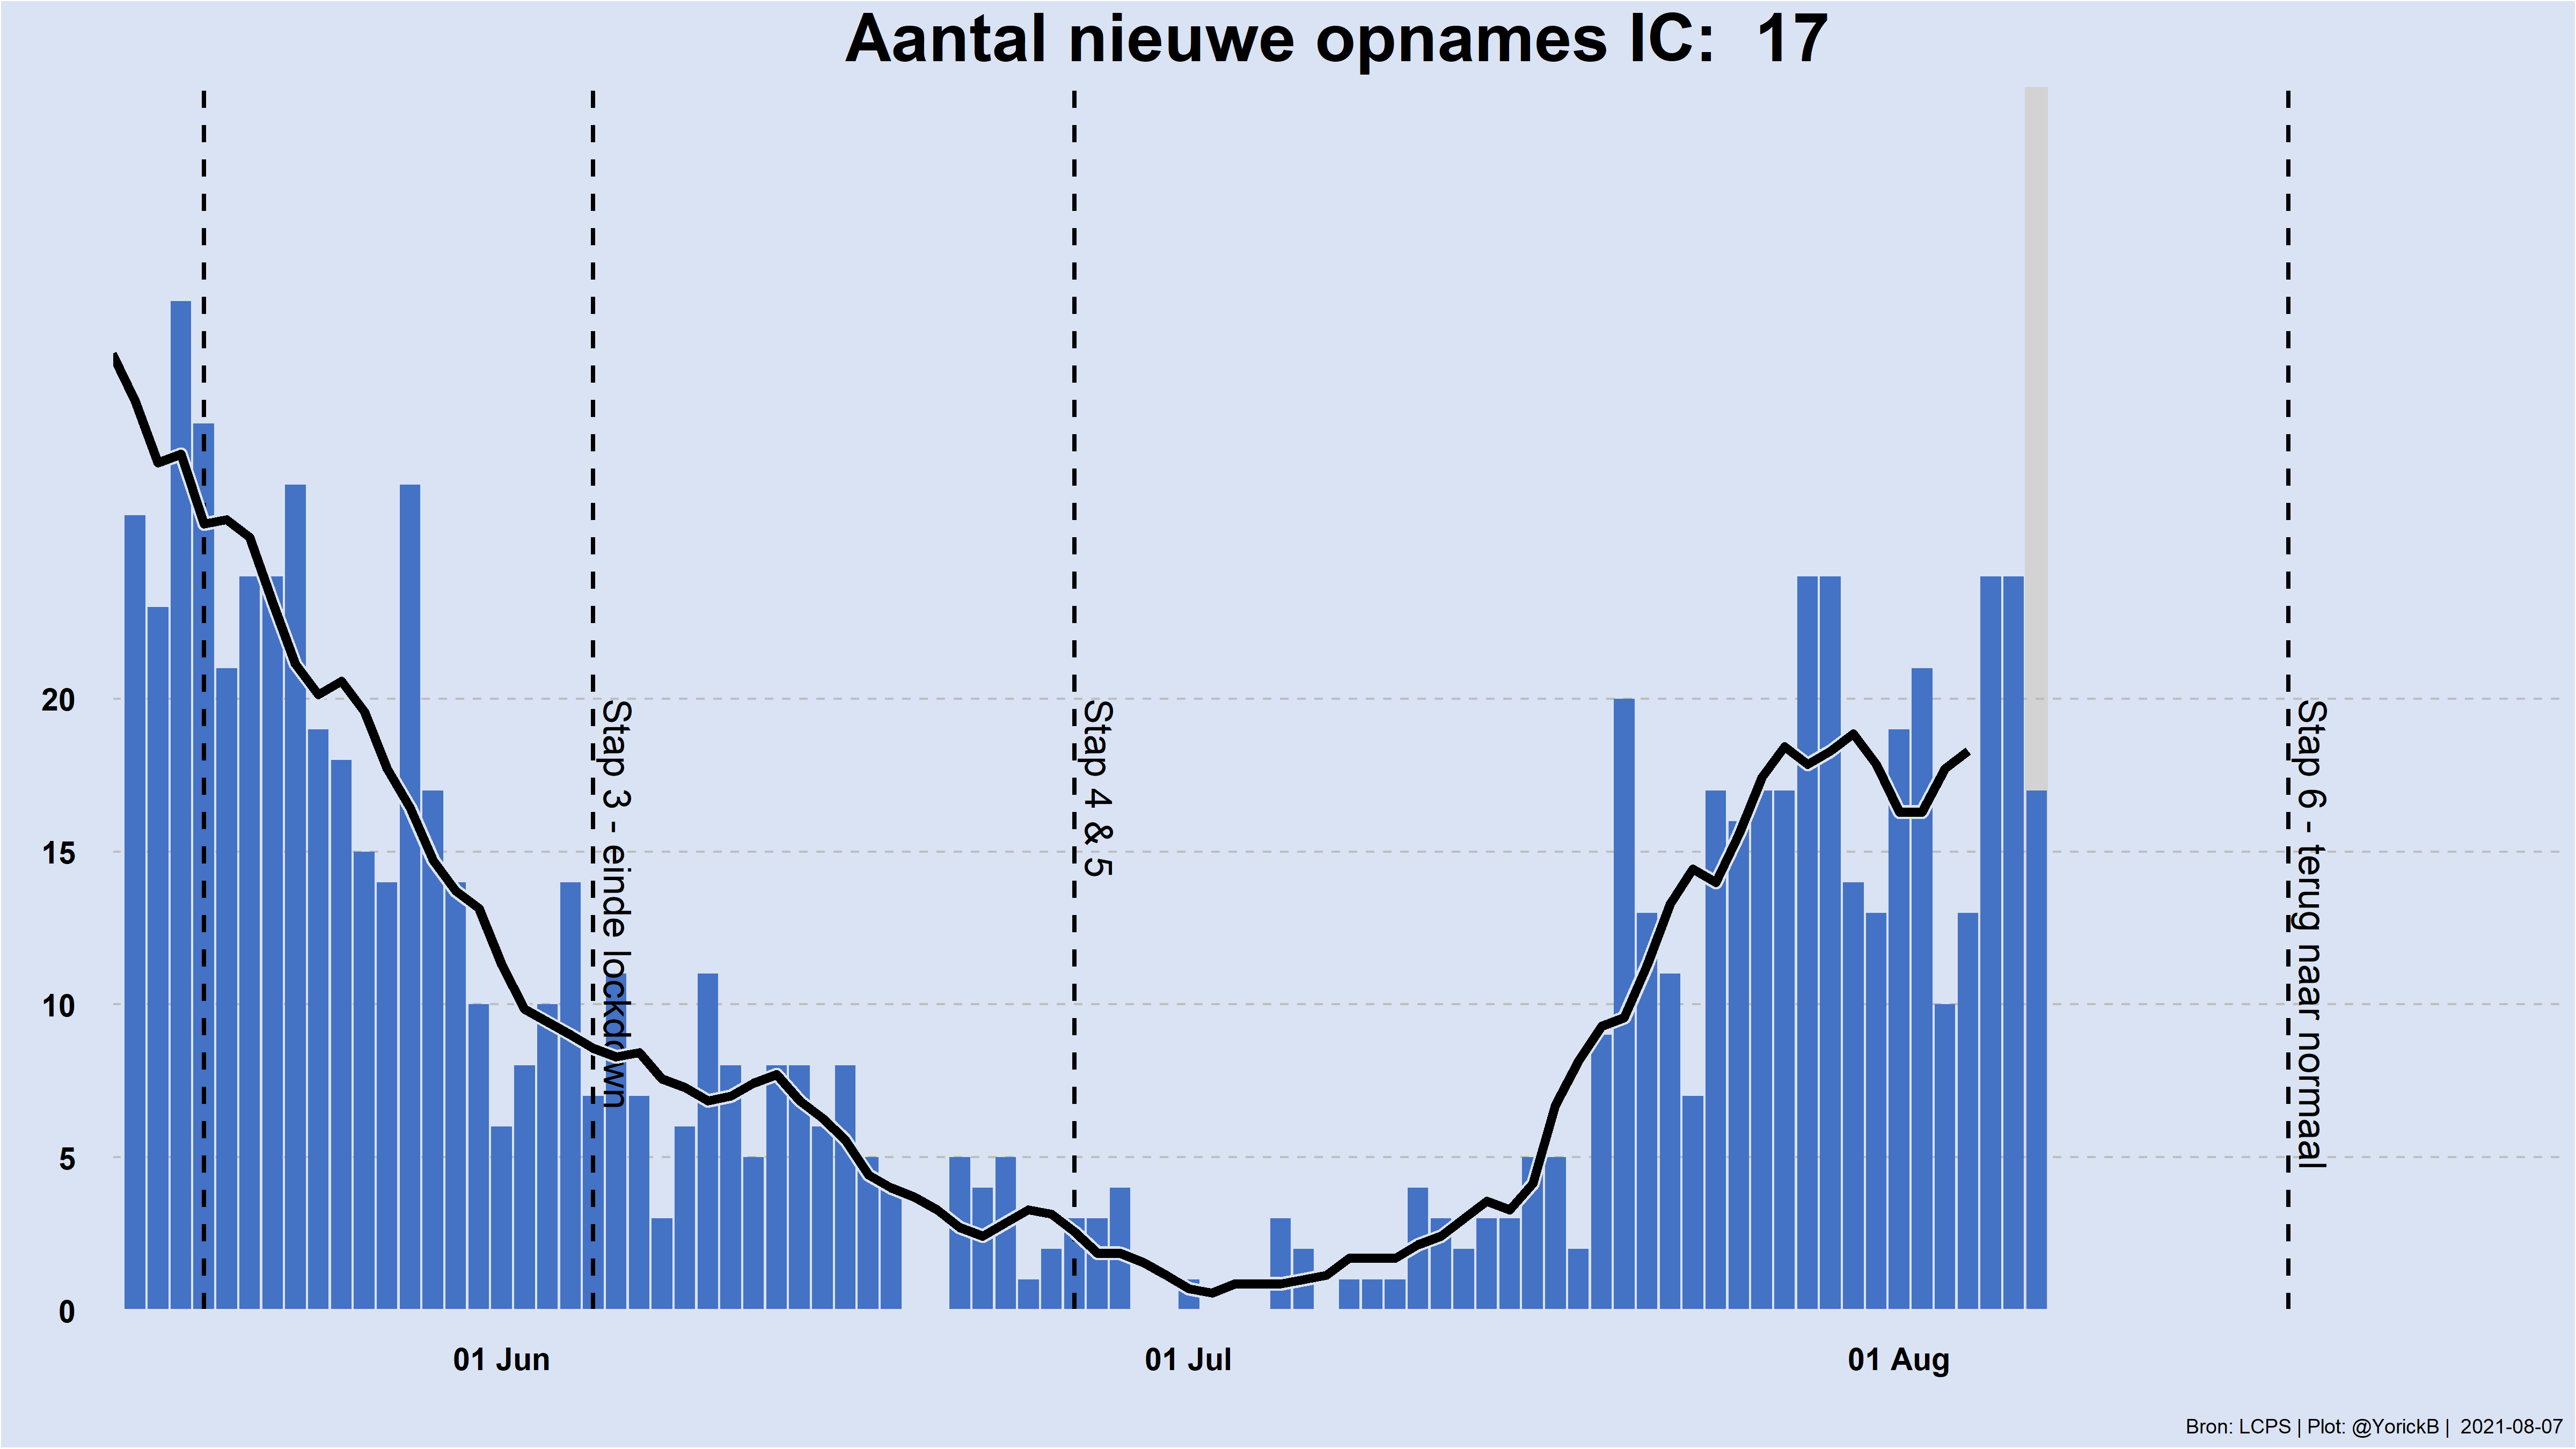 Aantal nieuwe opnames IC:  17
20
15
10
5
0
Stap 3 - einde lockdown
Stap 4 & 5
Stap 6 - terug naar normaal
01 Jun
01 Jul
01 Aug
Bron: LCPS | Plot: @YorickB |  2021-08-07